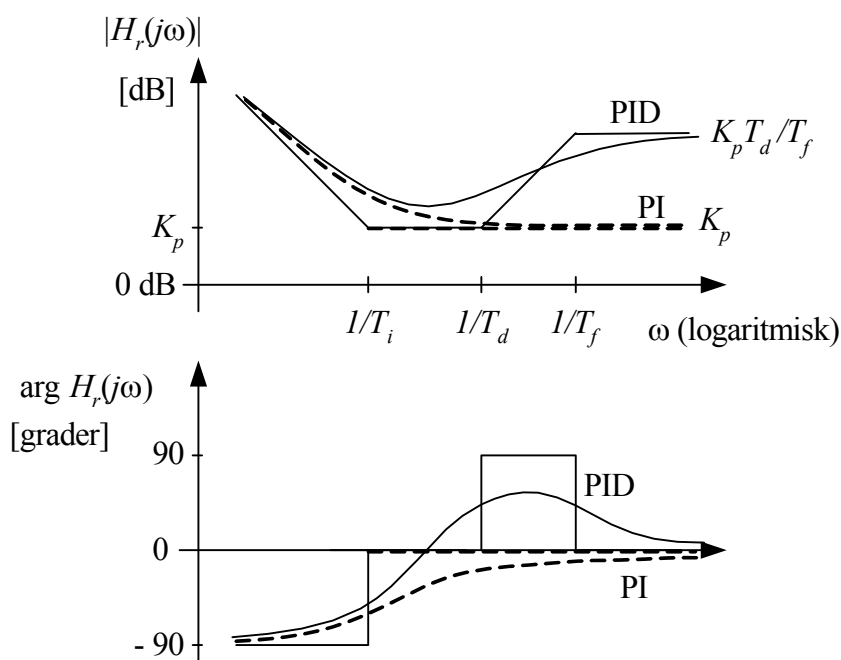 |H_r(jω)|
[dB]
PID
K_pT_d/T_f
PI
K_p
K_p
0 dB
1/T_i
1/T_d
1/T_f
ω (logaritmisk)
arg H_r(jω)
[grader]
90
PID
0
PI
- 90